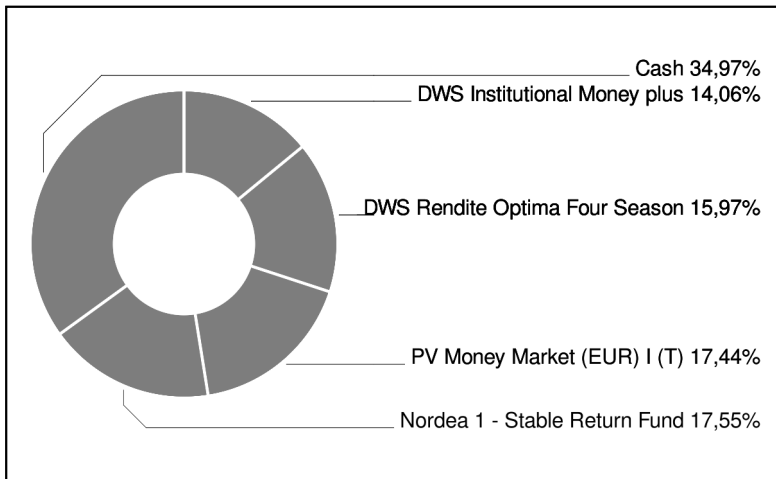 Cash 34,97%
DWS Institutional Money plus 14,06%
DWS Rendite Optima Four Season 15,97%
PV Money Market (EUR) I (T) 17,44%
Nordea 1 - Stable Return Fund 17,55%